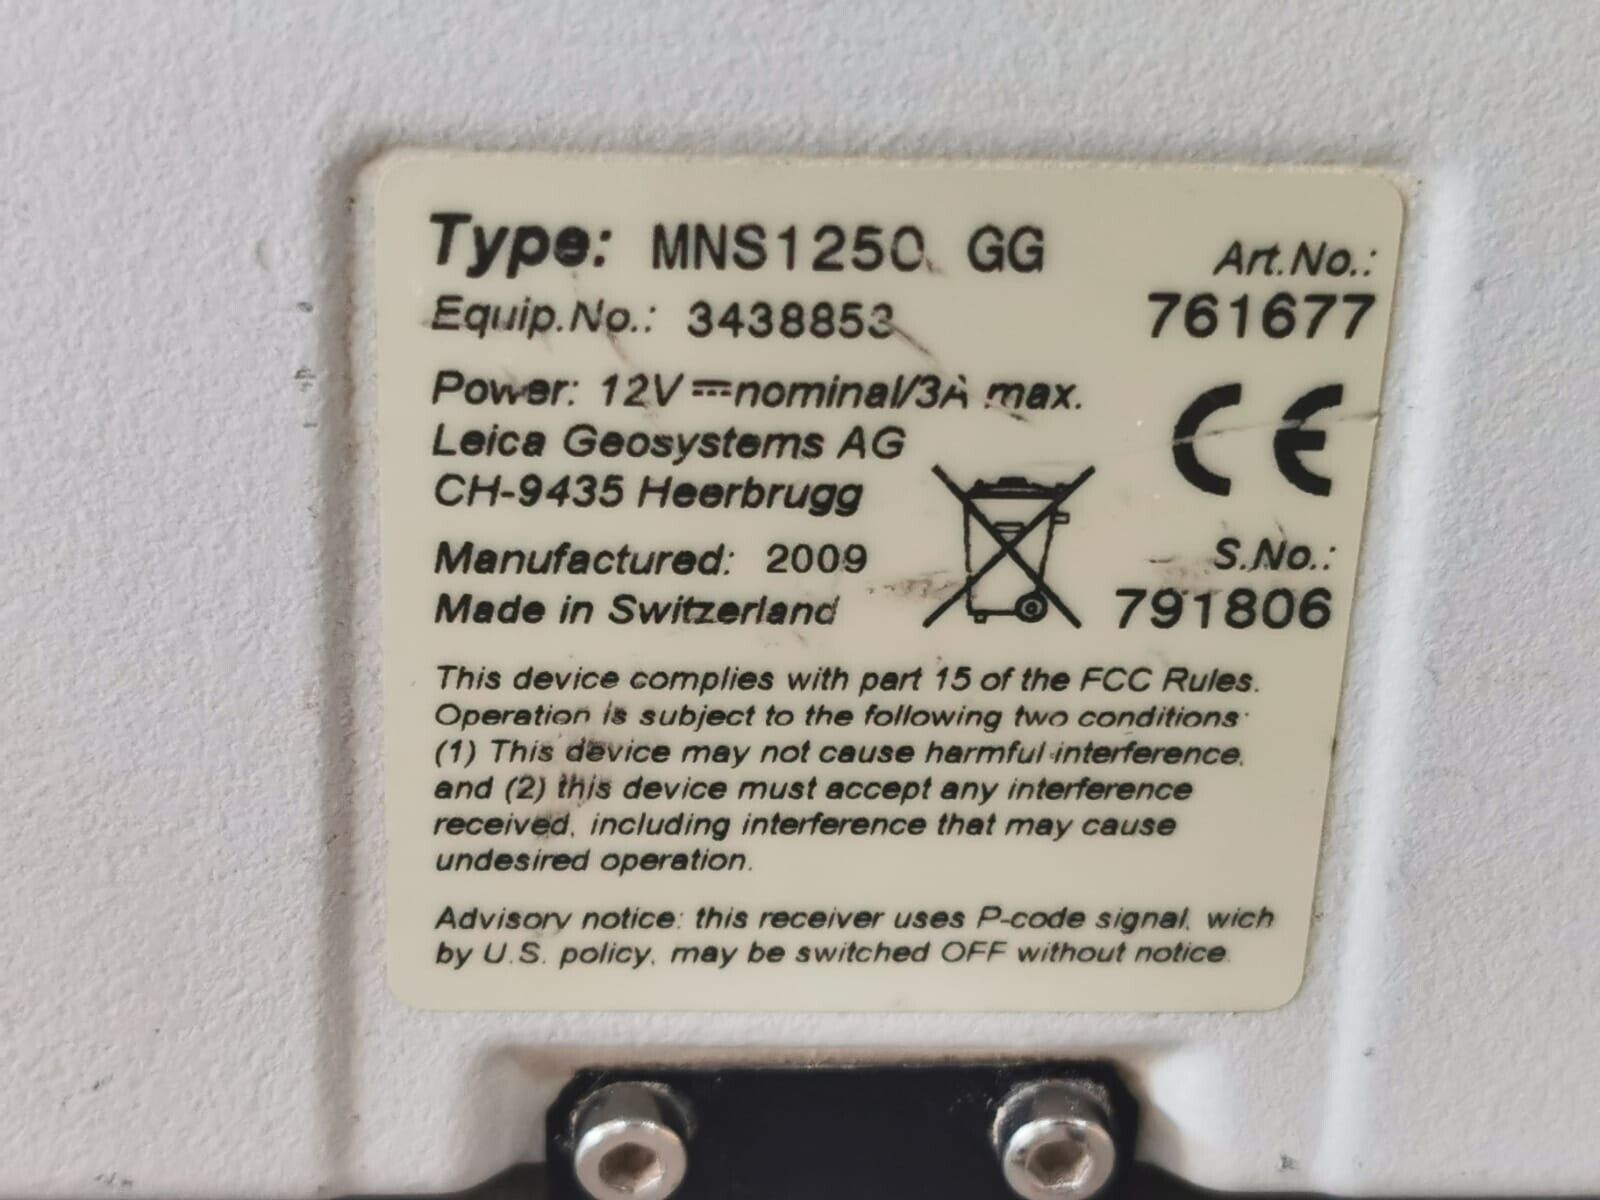 Type: MNS1250 GG
Art.No.:
Equip.No.: 3438853
761677
Power: 12V⎓nominal/3A max.
Leica Geosystems AG
CE
CH-9435 Heerbrugg
Manufactured: 2009
S.No.:
Made in Switzerland
791806
This device complies with part 15 of the FCC Rules.
Operation is subject to the following two conditions:
(1) This device may not cause harmful interference,
and (2) this device must accept any interference
received, including interference that may cause
undesired operation.
Advisory notice: this receiver uses P-code signal, wich
by U.S. policy, may be switched OFF without notice.